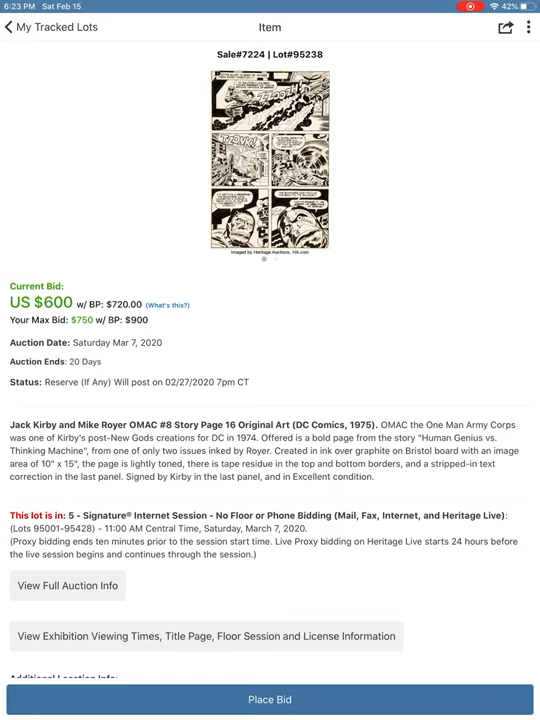 6:23 PM Sat Feb 15 42%
My Tracked Lots Item
Sale#7224 | Lot#95238
Imaged by Heritage Auctions, HA.com
Current Bid:
US $600 w/ BP: $720.00 (What's this?)
Your Max Bid: $750 w/ BP: $900
Auction Date: Saturday Mar 7, 2020
Auction Ends: 20 Days
Status: Reserve (If Any) Will post on 02/27/2020 7pm CT
Jack Kirby and Mike Royer OMAC #8 Story Page 16 Original Art (DC Comics, 1975). OMAC the One Man Army Corps
was one of Kirby's post-New Gods creations for DC in 1974. Offered is a bold page from the story "Human Genius vs.
Thinking Machine", from one of only two issues inked by Royer. Created in ink over graphite on Bristol board with an image
area of 10" x 15", the page is lightly toned, there is tape residue in the top and bottom borders, and a stripped-in text
correction in the last panel. Signed by Kirby in the last panel, and in Excellent condition.
This lot is in: 5 - Signature® Internet Session - No Floor or Phone Bidding (Mail, Fax, Internet, and Heritage Live):
(Lots 95001-95428) - 11:00 AM Central Time, Saturday, March 7, 2020.
(Proxy bidding ends ten minutes prior to the session start time. Live Proxy bidding on Heritage Live starts 24 hours before
the live session begins and continues through the session.)
View Full Auction Info
View Exhibition Viewing Times, Title Page, Floor Session and License Information
Additional Location Info:
Place Bid